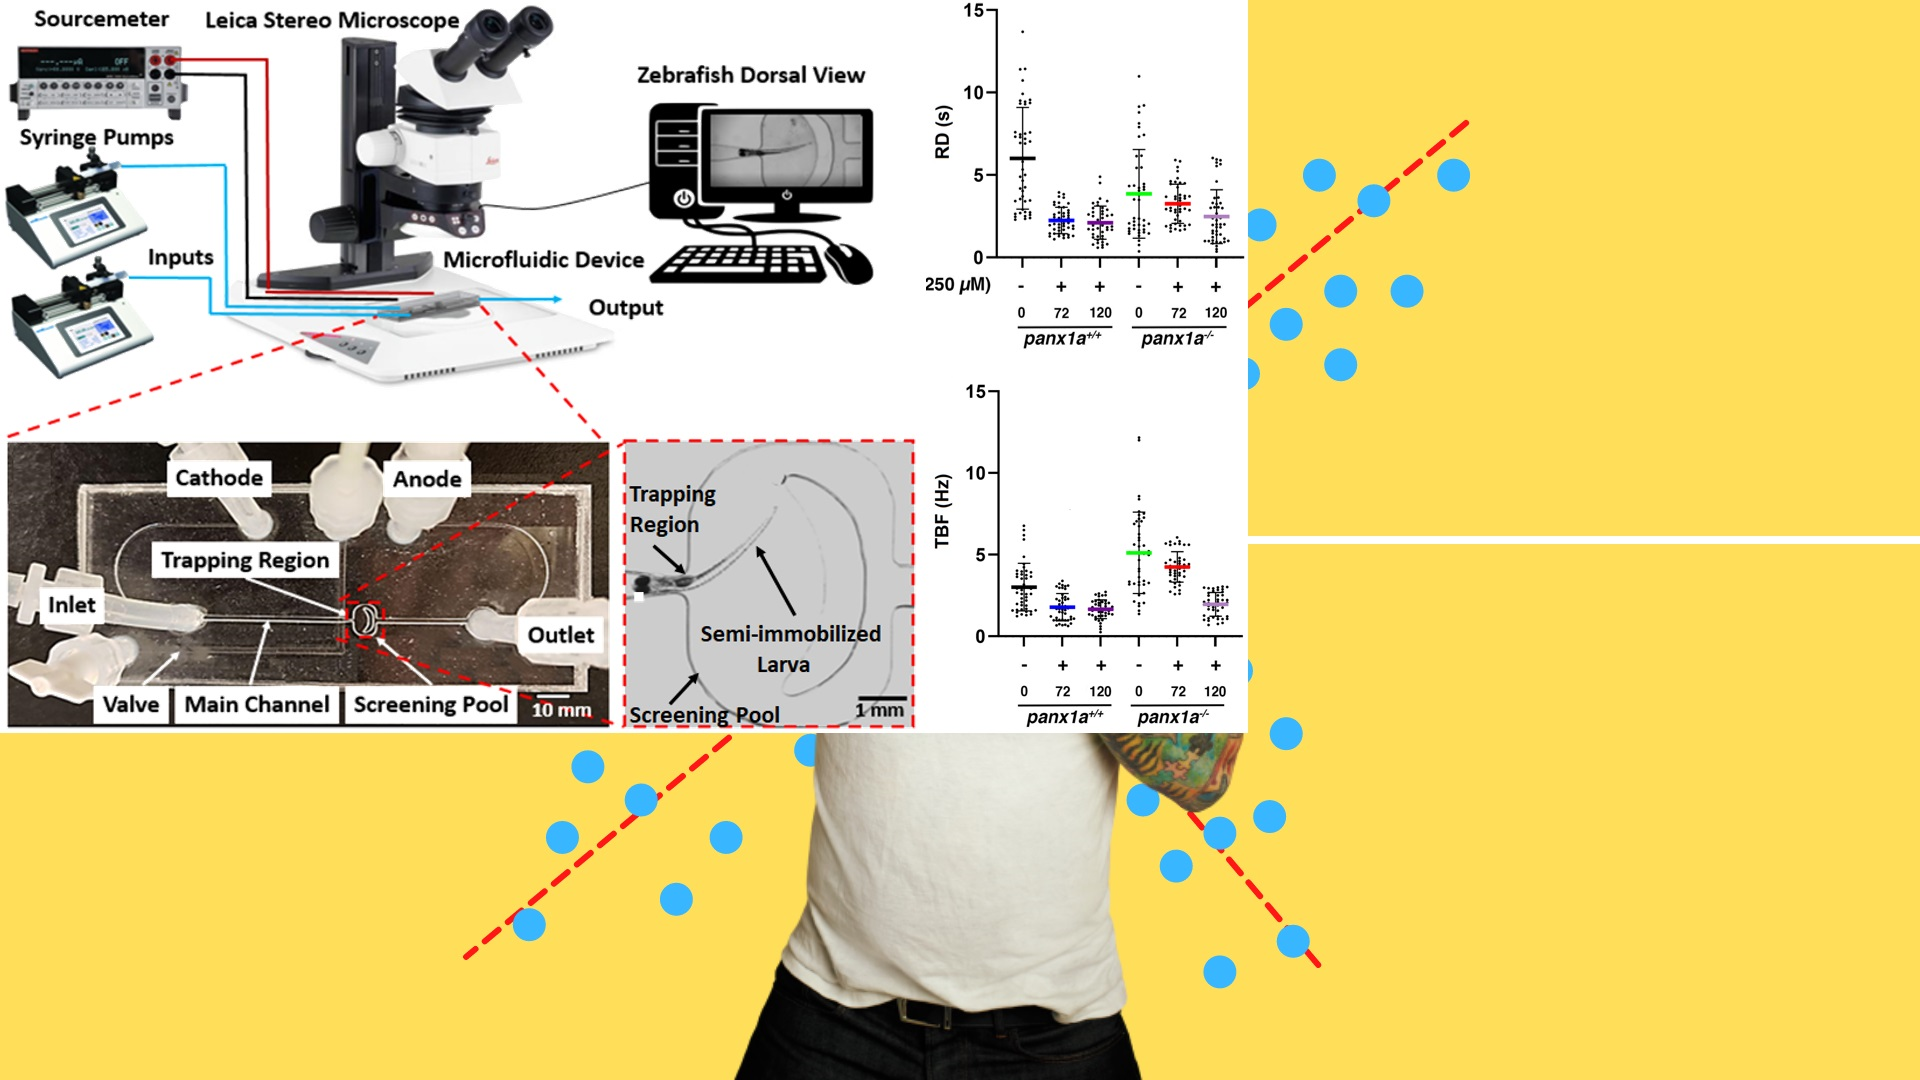 Sourcemeter
Leica Stereo Microscope
OFF
Syringe Pumps
Zebrafish Dorsal View
Inputs
Microfluidic Device
Output
Cathode
Anode
Trapping Region
Inlet
Outlet
Valve
Main Channel
Screening Pool
10 mm
Trapping
Region
Semi-immobilized
Larva
Screening Pool
1 mm
RD (s)
15
10
5
0
250 µM)
- + + - + +
0 72 120 0 72 120
panx1a+/+ panx1a-/-
TBF (Hz)
15
10
5
0
- + + - + +
0 72 120 0 72 120
panx1a+/+ panx1a-/-